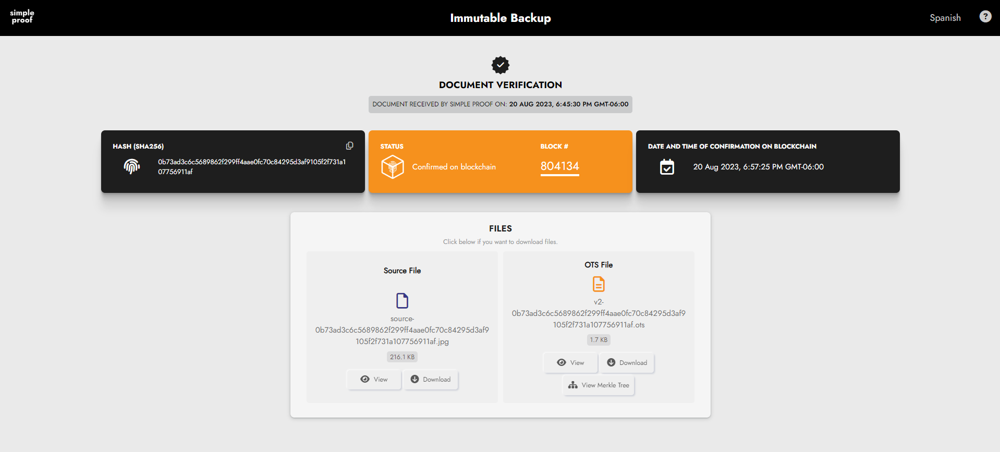 simple
proof
Immutable Backup
Spanish
?
DOCUMENT VERIFICATION
DOCUMENT RECEIVED BY SIMPLE PROOF ON: 20 AUG 2023, 6:45:30 PM GMT-06:00
HASH (SHA256)
0b73ad3c6c5689862f299ff4aae0fc70c84295d3af9105f2f731a1
07756911af
STATUS
Confirmed on blockchain
BLOCK #
804134
DATE AND TIME OF CONFIRMATION ON BLOCKCHAIN
20 Aug 2023, 6:57:25 PM GMT-06:00
FILES
Click below if you want to download files.
Source File
source-
0b73ad3c6c5689862f299ff4aae0fc70c84295d3af9
105f2f731a107756911af.jpg
216.1 KB
View
Download
OTS File
v2-
0b73ad3c6c5689862f299ff4aae0fc70c84295d3af9
105f2f731a107756911af.ots
1.7 KB
View
Download
View Merkle Tree